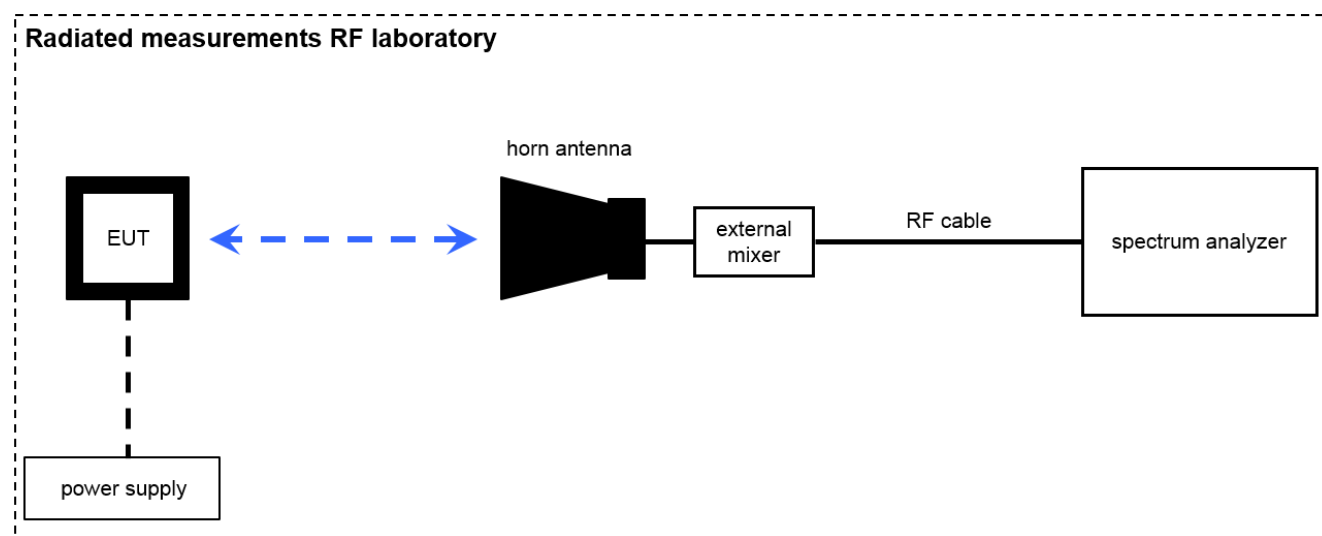 Radiated measurements RF laboratory
horn antenna
EUT
external
mixer
RF cable
spectrum analyzer
power supply